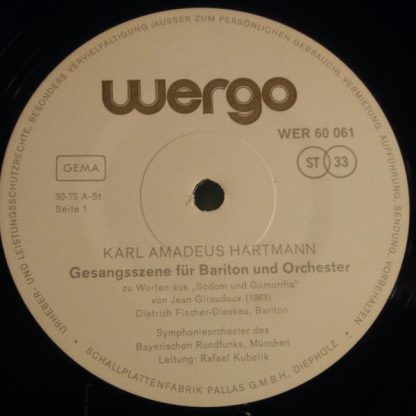 URHEBER- UND LEISTUNGSSCHUTZRECHTE, BESONDERS VERVIELFÄLTIGUNG (AUSSER ZUM PERSÖNLICHEN GEBRAUCH), VERMIETUNG, AUFFÜHRUNG, SENDUNG, VORBEHALTEN
wergo
WER 60 061
GEMA
ST 33
30-75 A-St
Seite 1
KARL AMADEUS HARTMANN
Gesangsszene für Bariton und Orchester
zu Worten aus „Sodom und Gomorrha“
von Jean Giraudoux (1963)
Dietrich Fischer-Dieskau, Bariton
Symphonieorchester des
Bayerischen Rundfunks, München
Leitung: Rafael Kubelik
SCHALLPLATTENFABRIK PALLAS G.M.B.H., DIEPHOLZ